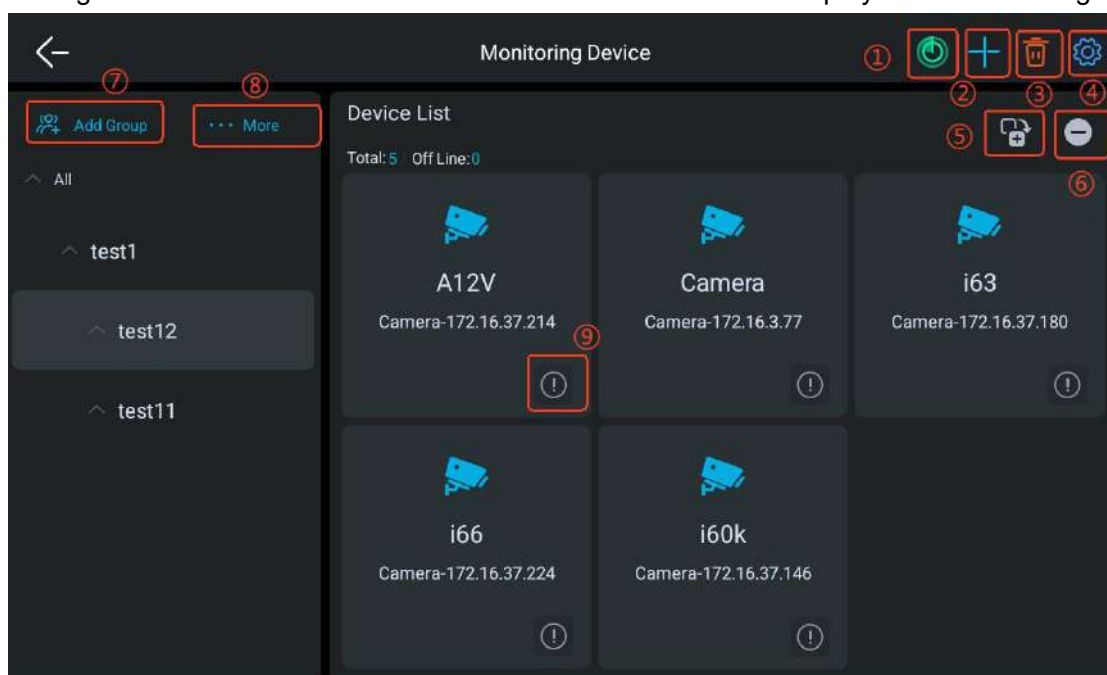 Monitoring Device
①
②
③
④
⑦
⑧
Add Group
··· More
Device List
⑤
⑥
Total:5 Off Line:0
All
test1
test12
test11
A12V
Camera-172.16.37.214
⑨
Camera
Camera-172.16.3.77
i63
Camera-172.16.37.180
i66
Camera-172.16.37.224
i60k
Camera-172.16.37.146